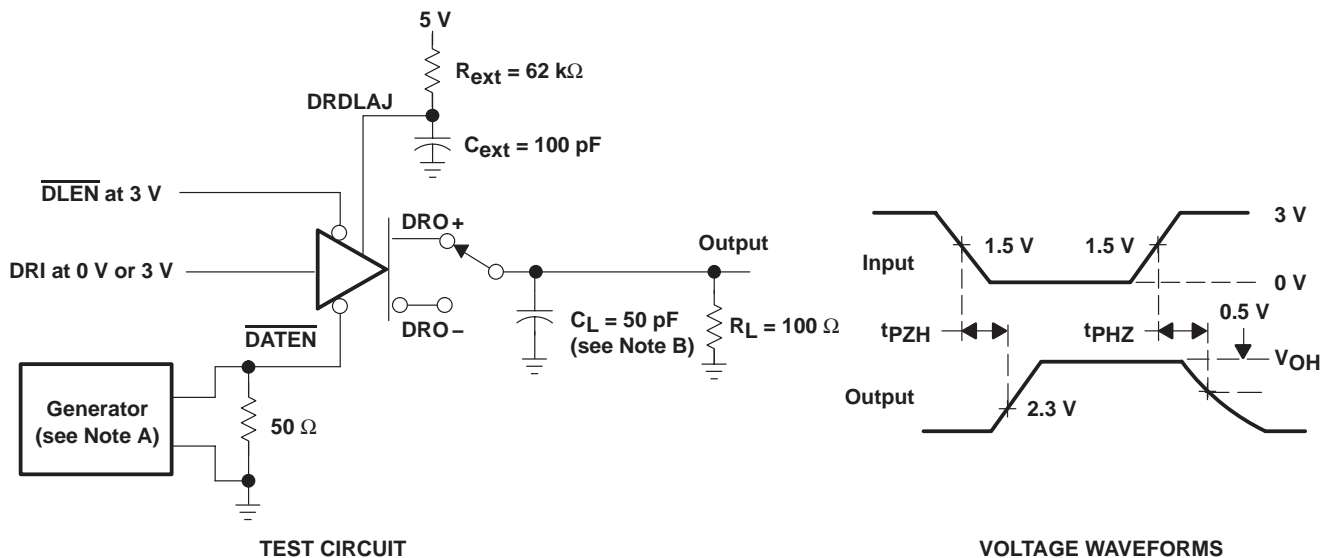 5 V
Rext = 62 kΩ
DRDLAJ
Cext = 100 pF
DLEN at 3 V
DRO+
Output
DRI at 0 V or 3 V
DRO−
CL = 50 pF
(see Note B)
RL = 100 Ω
DATEN
Generator
(see Note A)
50 Ω
TEST CIRCUIT
3 V
1.5 V
1.5 V
Input
0 V
0.5 V
tPZH
tPHZ
VOH
Output
2.3 V
VOLTAGE WAVEFORMS